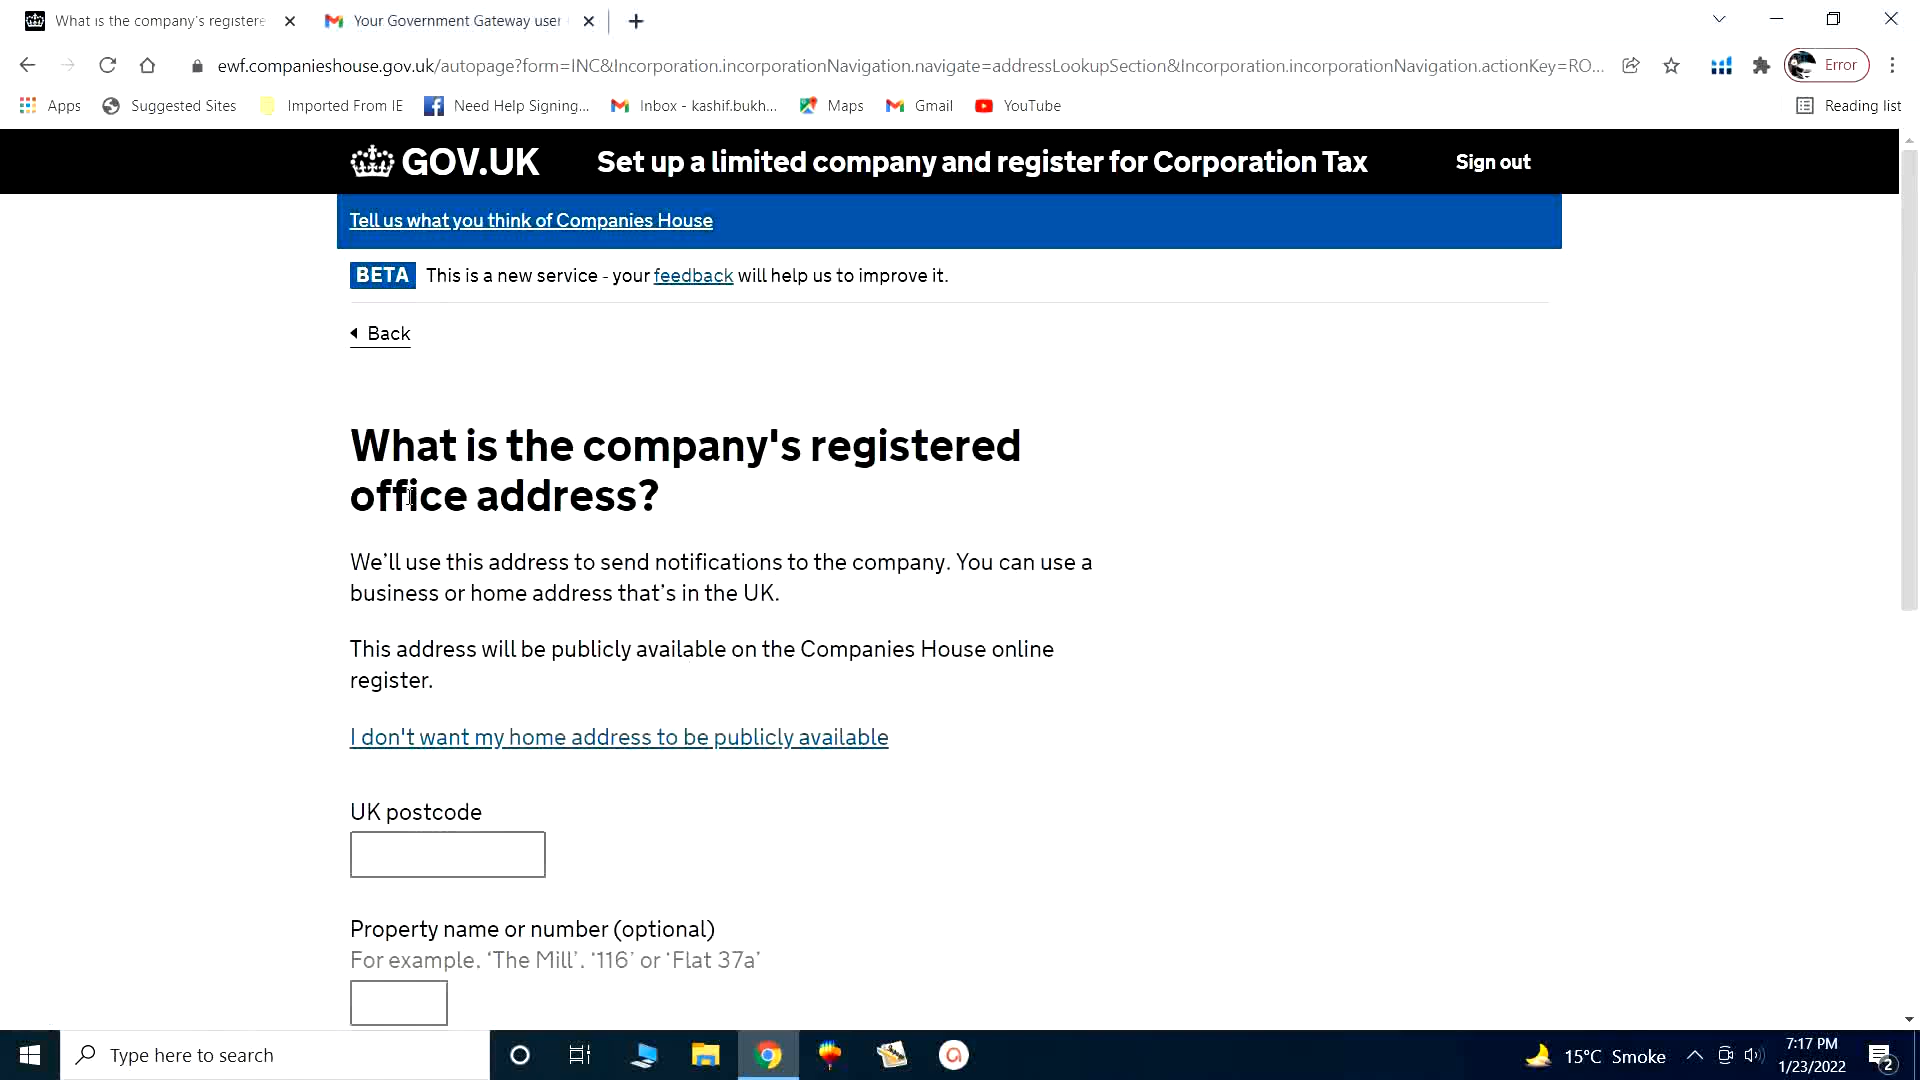 What is the company's registere
Your Government Gateway user
ewf.companieshouse.gov.uk/autopage?form=INC&Incorporation.incorporationNavigation.navigate=addressLookupSection&Incorporation.incorporationNavigation.actionKey=RO...
Error
Apps
Suggested Sites
Imported From IE
Need Help Signing...
Inbox - kashif.bukh...
Maps
Gmail
YouTube
Reading list
GOV.UK
Set up a limited company and register for Corporation Tax
Sign out
Tell us what you think of Companies House
BETA This is a new service - your feedback will help us to improve it.
Back
What is the company's registered
office address?
We’ll use this address to send notifications to the company. You can use a
business or home address that’s in the UK.
This address will be publicly available on the Companies House online
register.
I don't want my home address to be publicly available
UK postcode
Property name or number (optional)
For example, ‘The Mill’, ‘116’ or ‘Flat 37a’
Type here to search
15°C Smoke
7:17 PM
1/23/2022
2